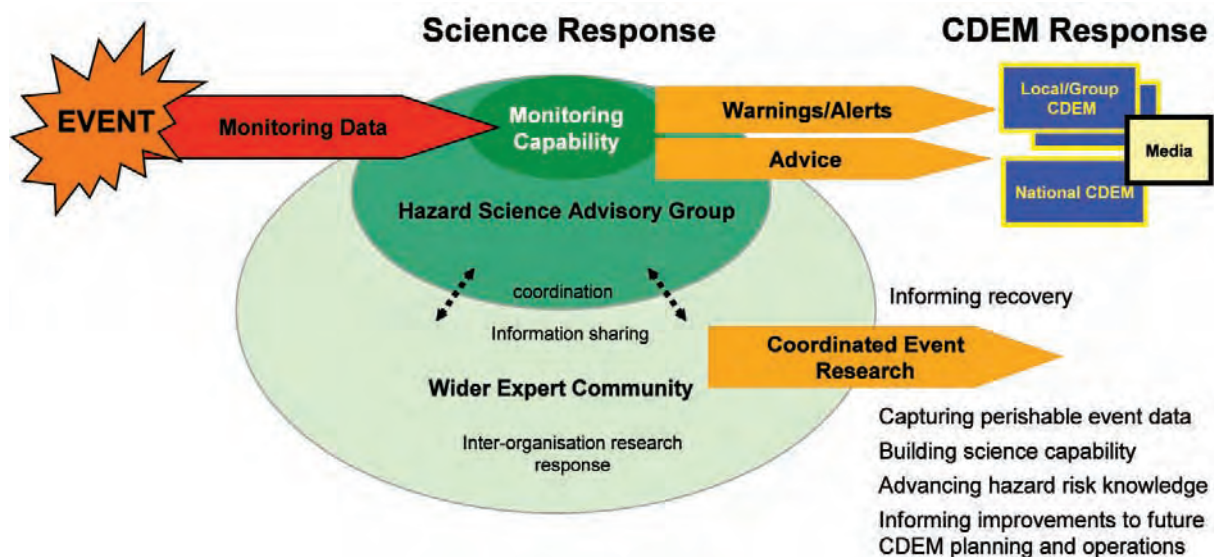 Science Response
CDEM Response
EVENT
Monitoring Data
Monitoring
Capability
Warnings/Alerts
Advice
Local/Group
CDEM
Media
National CDEM
Hazard Science Advisory Group
coordination
Information sharing
Wider Expert Community
Inter-organisation research
response
Informing recovery
Coordinated Event
Research
Capturing perishable event data
Building science capability
Advancing hazard risk knowledge
Informing improvements to future
CDEM planning and operations